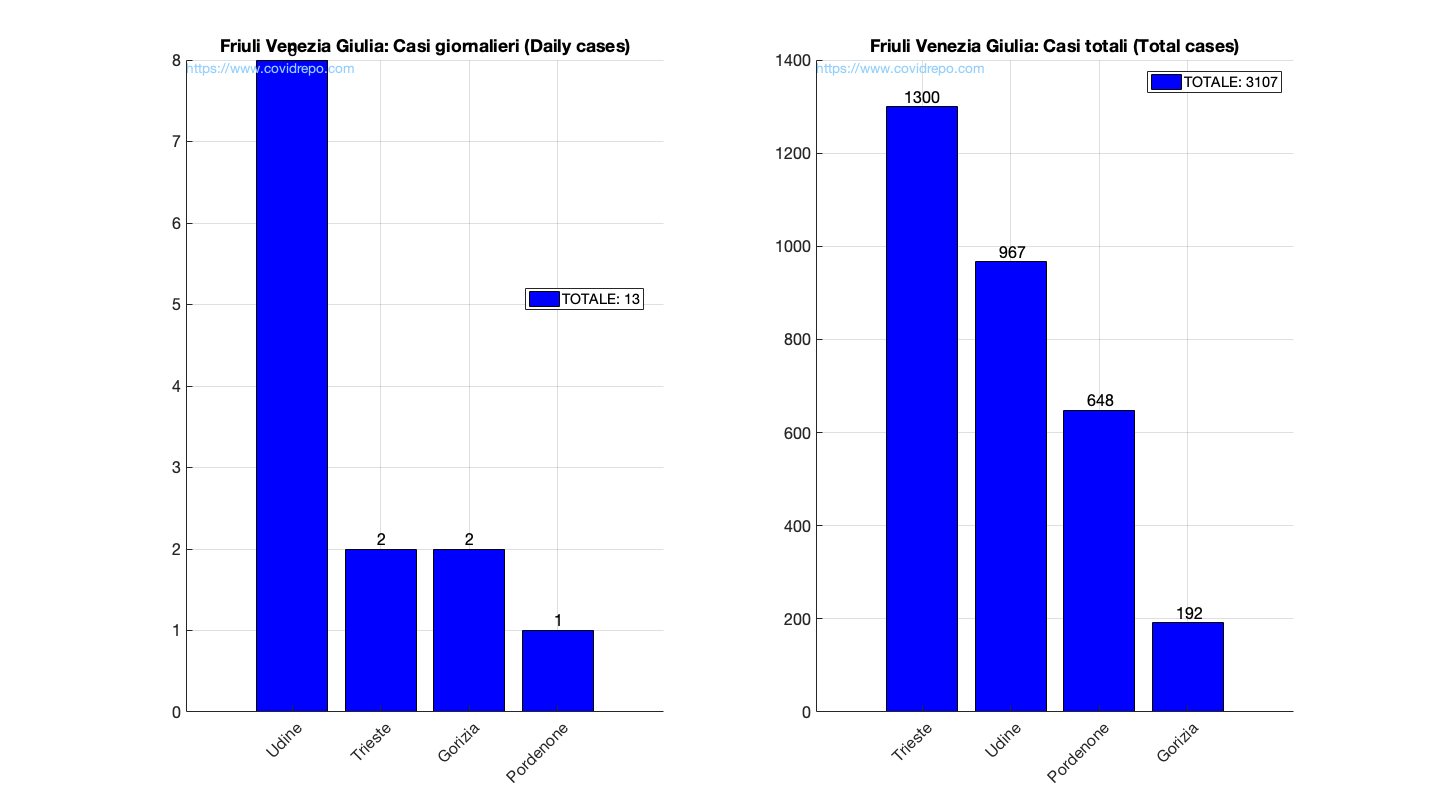 Friuli Venezia Giulia: Casi giornalieri (Daily cases)
8
https://www.covidrepo.com
8
7
6
5
4
3
2
1
0
TOTALE: 13
2
2
1
Udine
Trieste
Gorizia
Pordenone
Friuli Venezia Giulia: Casi totali (Total cases)
https://www.covidrepo.com
TOTALE: 3107
1400
1200
1000
800
600
400
200
0
1300
967
648
192
Trieste
Udine
Pordenone
Gorizia